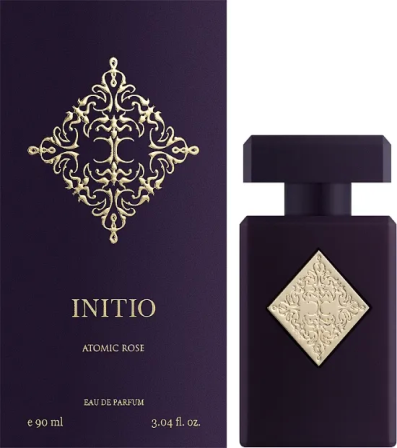 INITIO
ATOMIC ROSE
EAU DE PARFUM
e 90 ml 3.04 fl. oz.